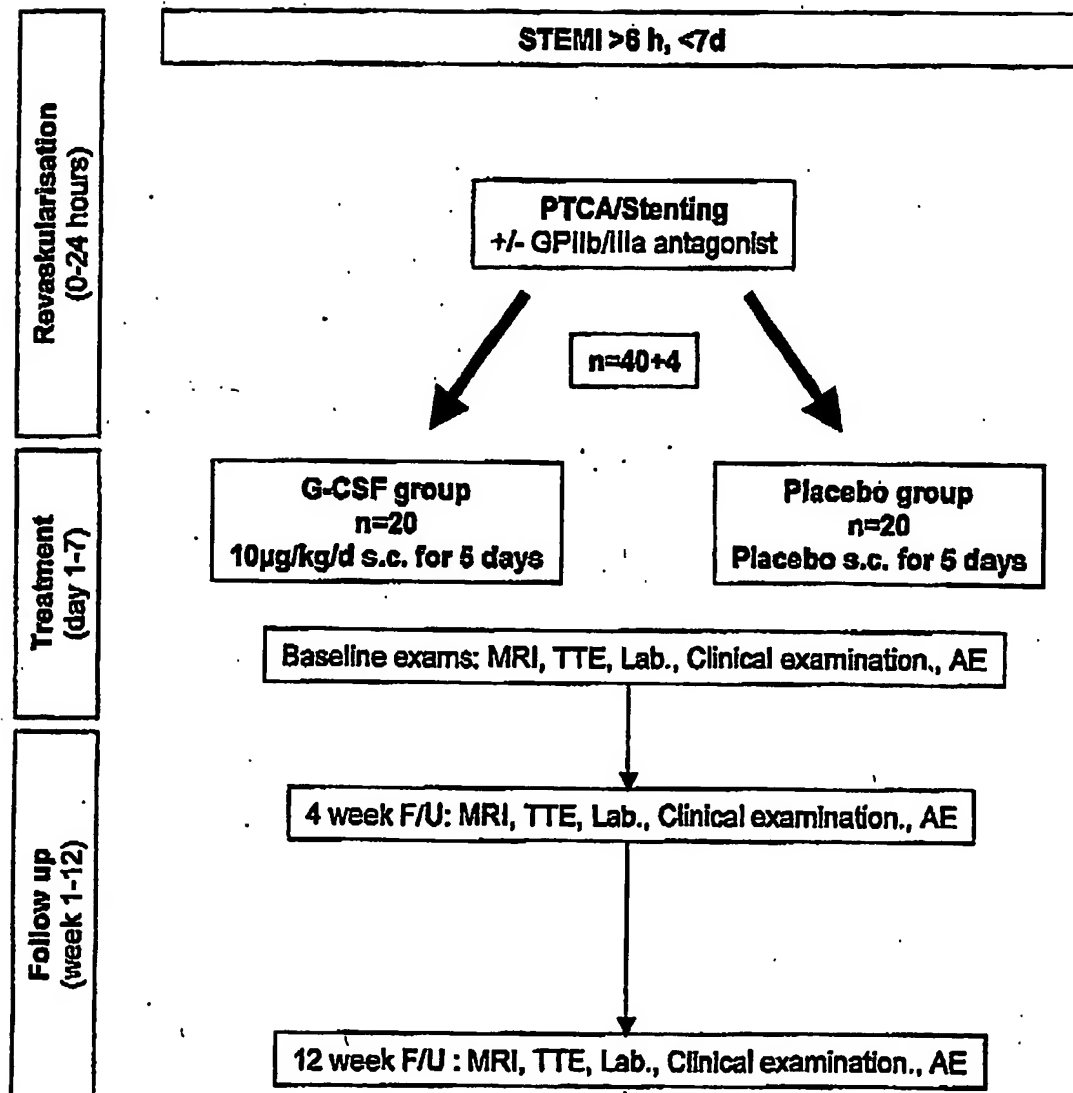 STEMI >6 h, <7d
Revaskularisation
(0-24 hours)
PTCA/Stenting
+/- GPIIb/IIIa antagonist
n=40+4
Treatment
(day 1-7)
G-CSF group
n=20
10µg/kg/d s.c. for 5 days
Placebo group
n=20
Placebo s.c. for 5 days
Baseline exams: MRI, TTE, Lab., Clinical examination., AE
Follow up
(week 1-12)
4 week F/U: MRI, TTE, Lab., Clinical examination., AE
12 week F/U : MRI, TTE, Lab., Clinical examination., AE